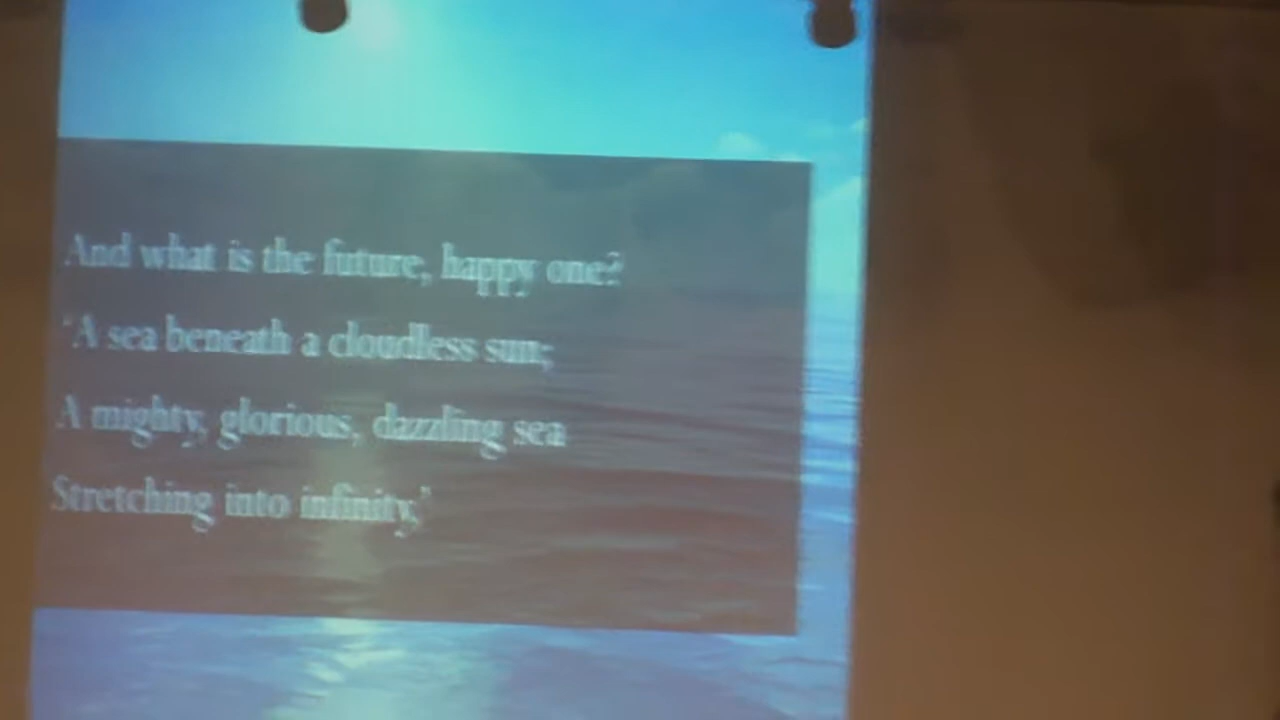 And what is the future, happy one?
‘A sea beneath a cloudless sun;
A mighty, glorious, dazzling sea
Stretching into infinity.’